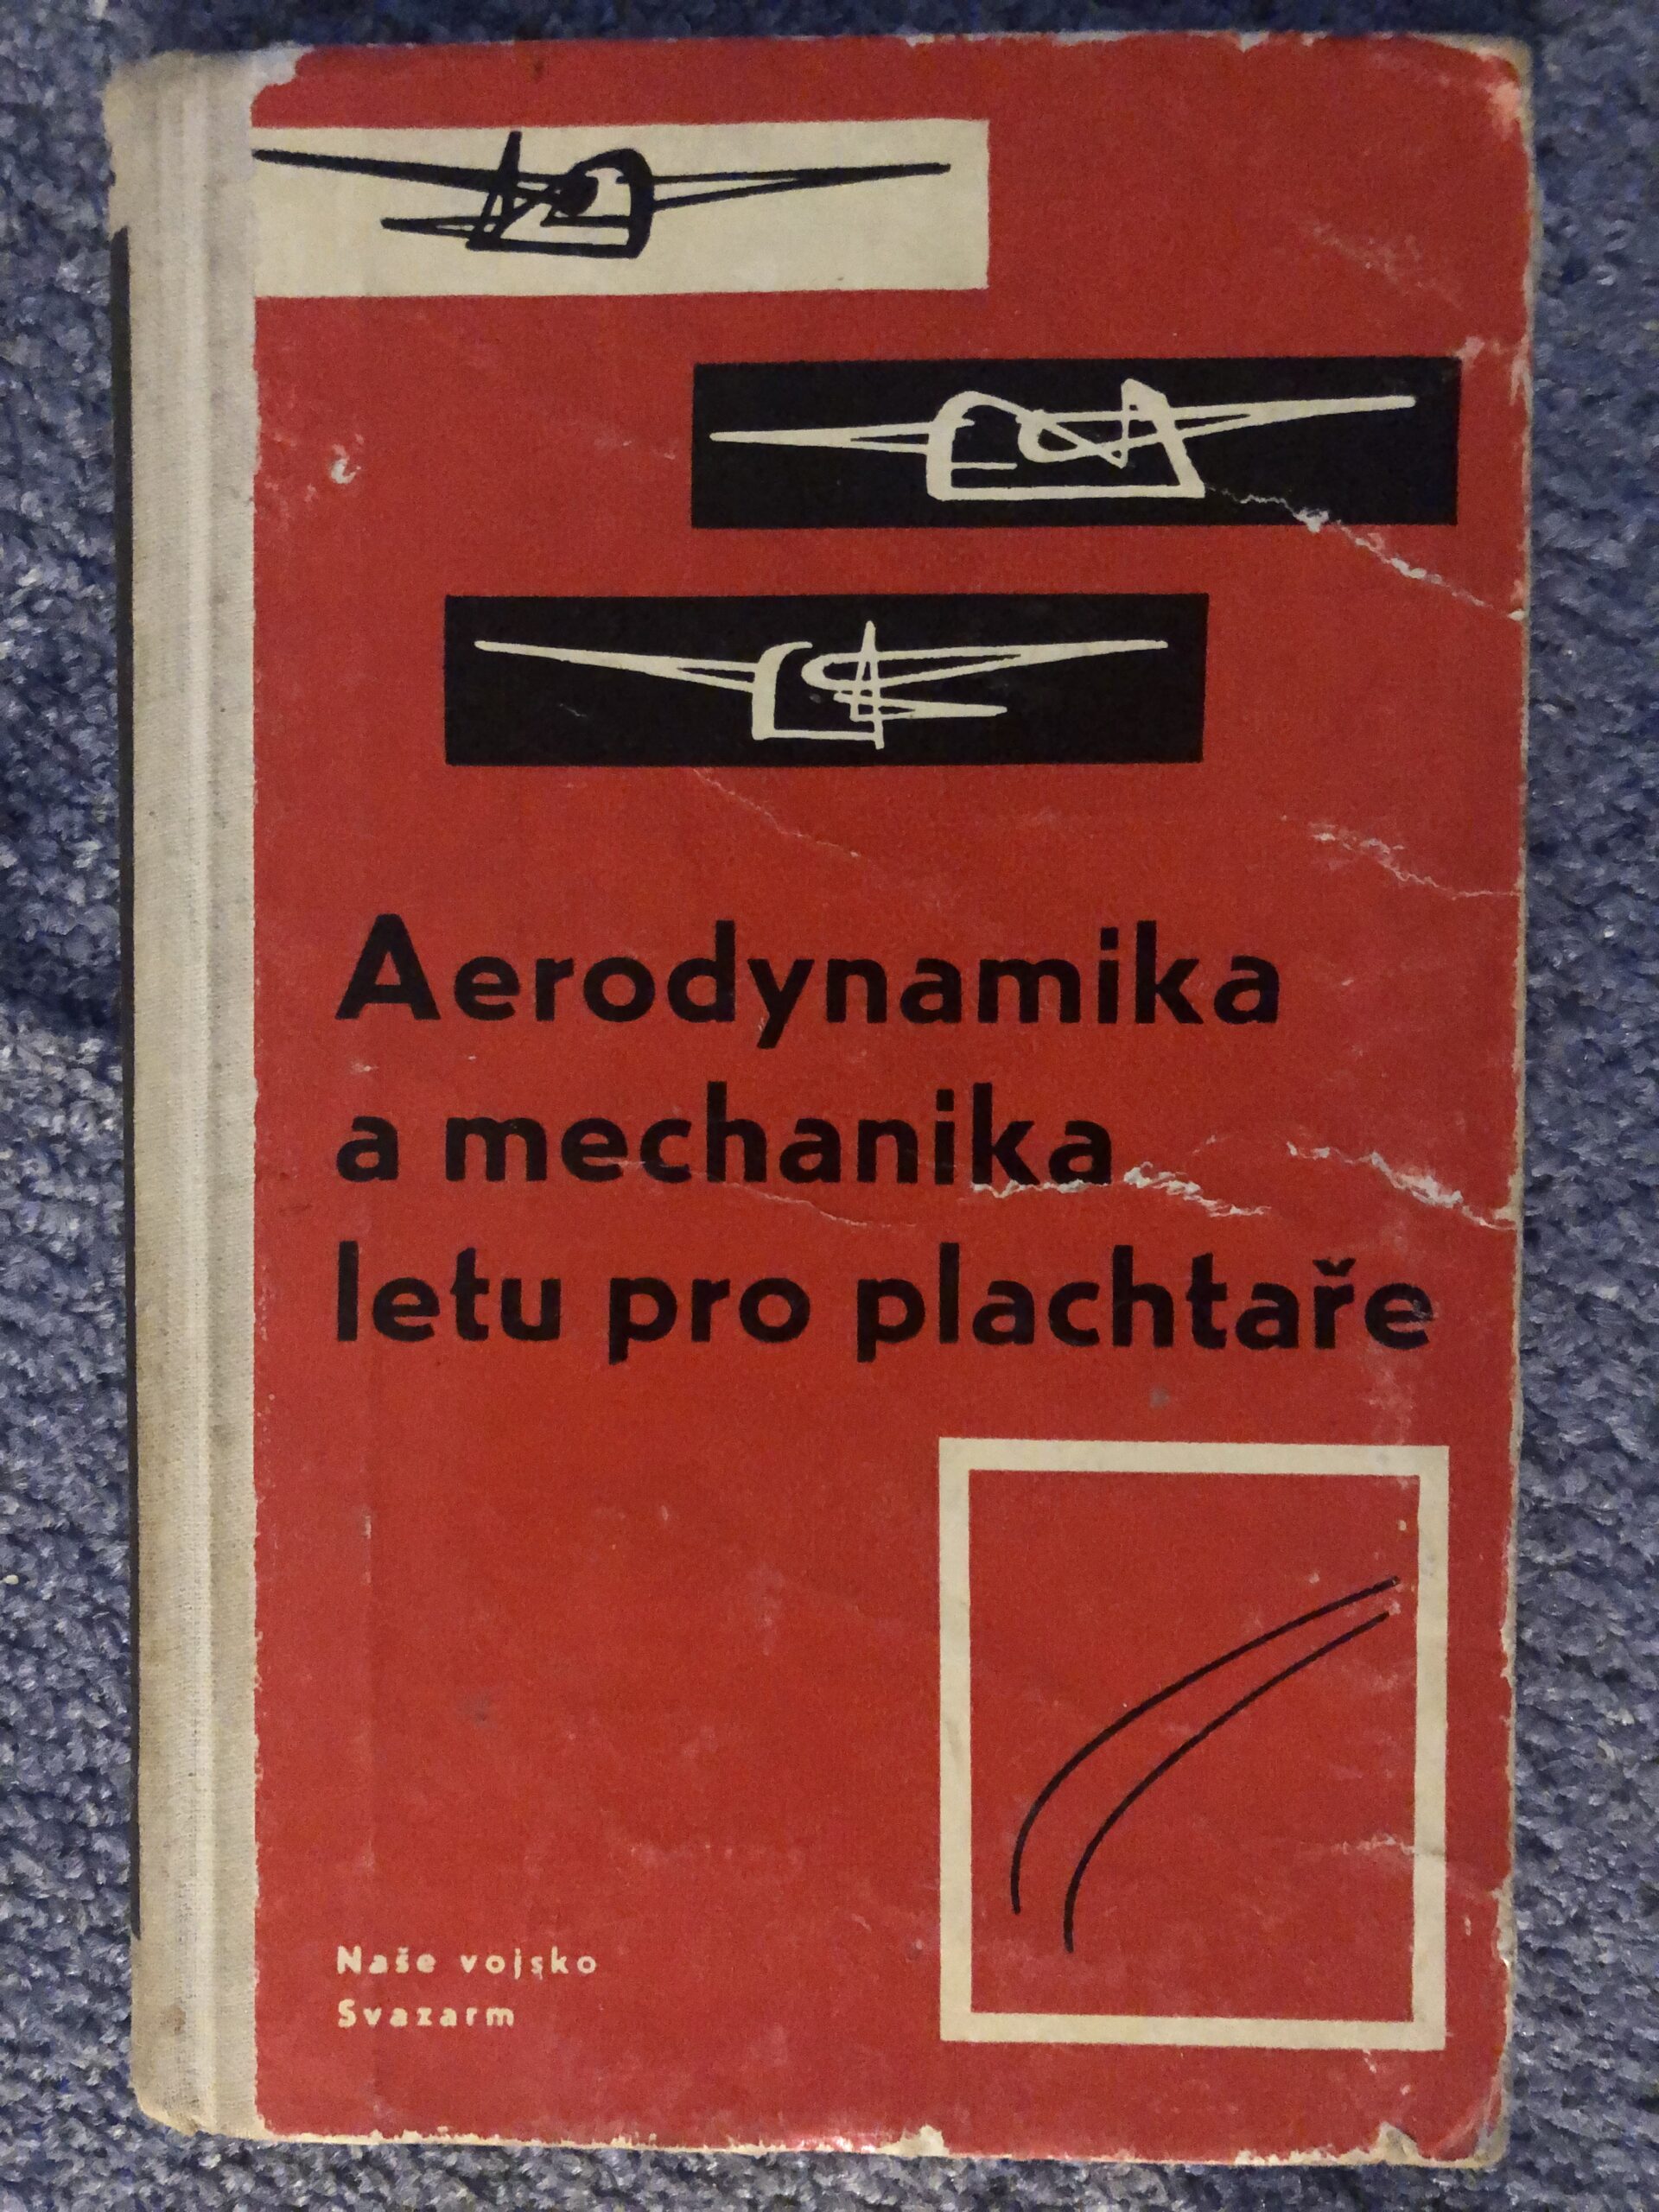 Aerodynamika
a mechanika
letu pro plachtaře
Naše vojsko
Svazarm